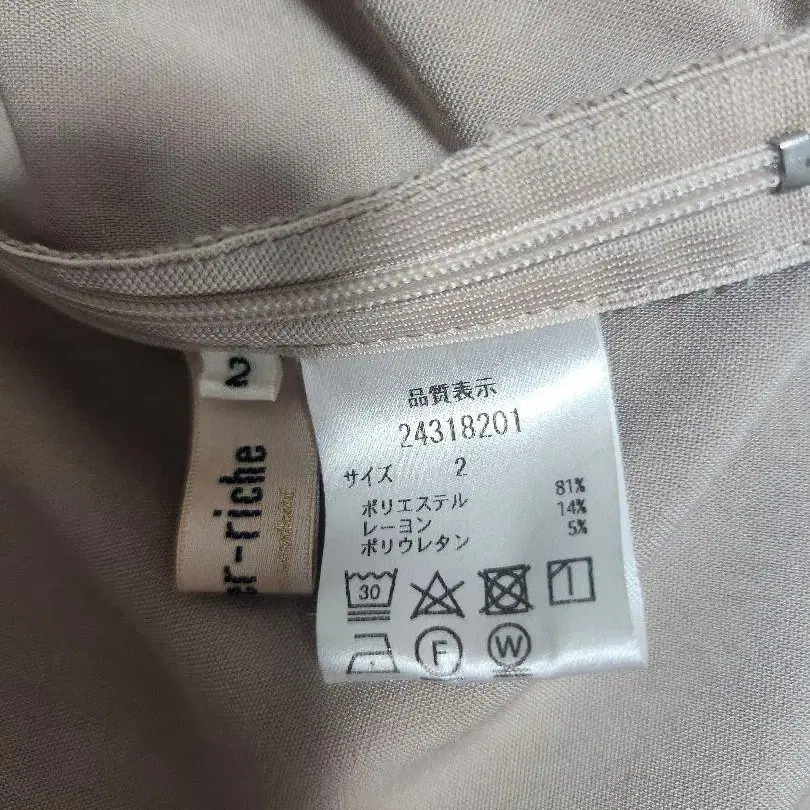 2
er-riche
品質表示
24318201
サイズ 2
ポリエステル 81%
レーヨン 14%
ポリウレタン 5%
30
F W